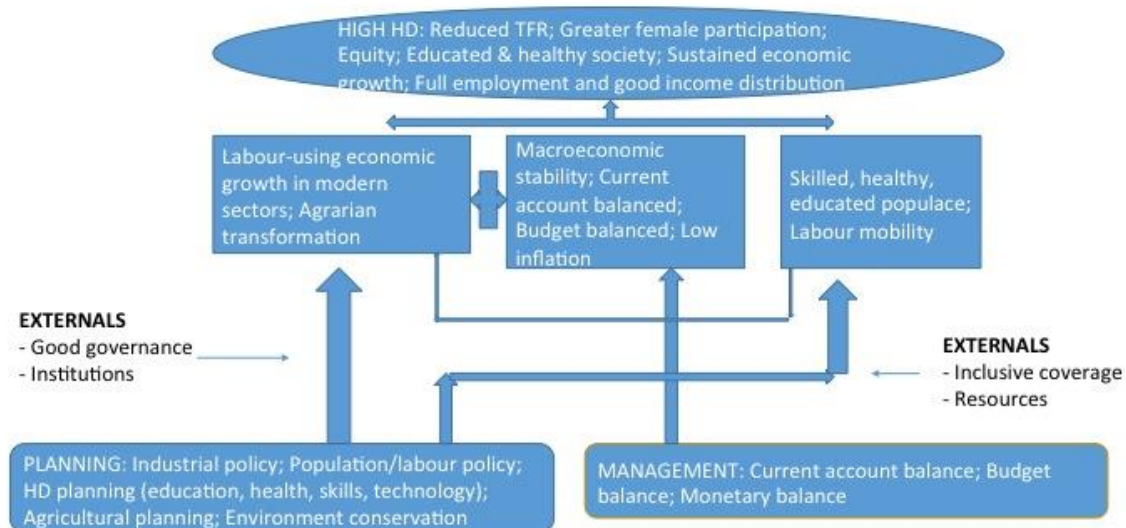 HIGH HD: Reduced TFR; Greater female participation;
Equity; Educated & healthy society; Sustained economic
growth; Full employment and good income distribution
Labour-using economic
growth in modern
sectors; Agrarian
transformation
Macroeconomic
stability; Current
account balanced;
Budget balanced; Low
inflation
Skilled, healthy,
educated populace;
Labour mobility
EXTERNALS
- Good governance
- Institutions
EXTERNALS
- Inclusive coverage
- Resources
PLANNING: Industrial policy; Population/labour policy;
HD planning (education, health, skills, technology);
Agricultural planning; Environment conservation
MANAGEMENT: Current account balance; Budget
balance; Monetary balance